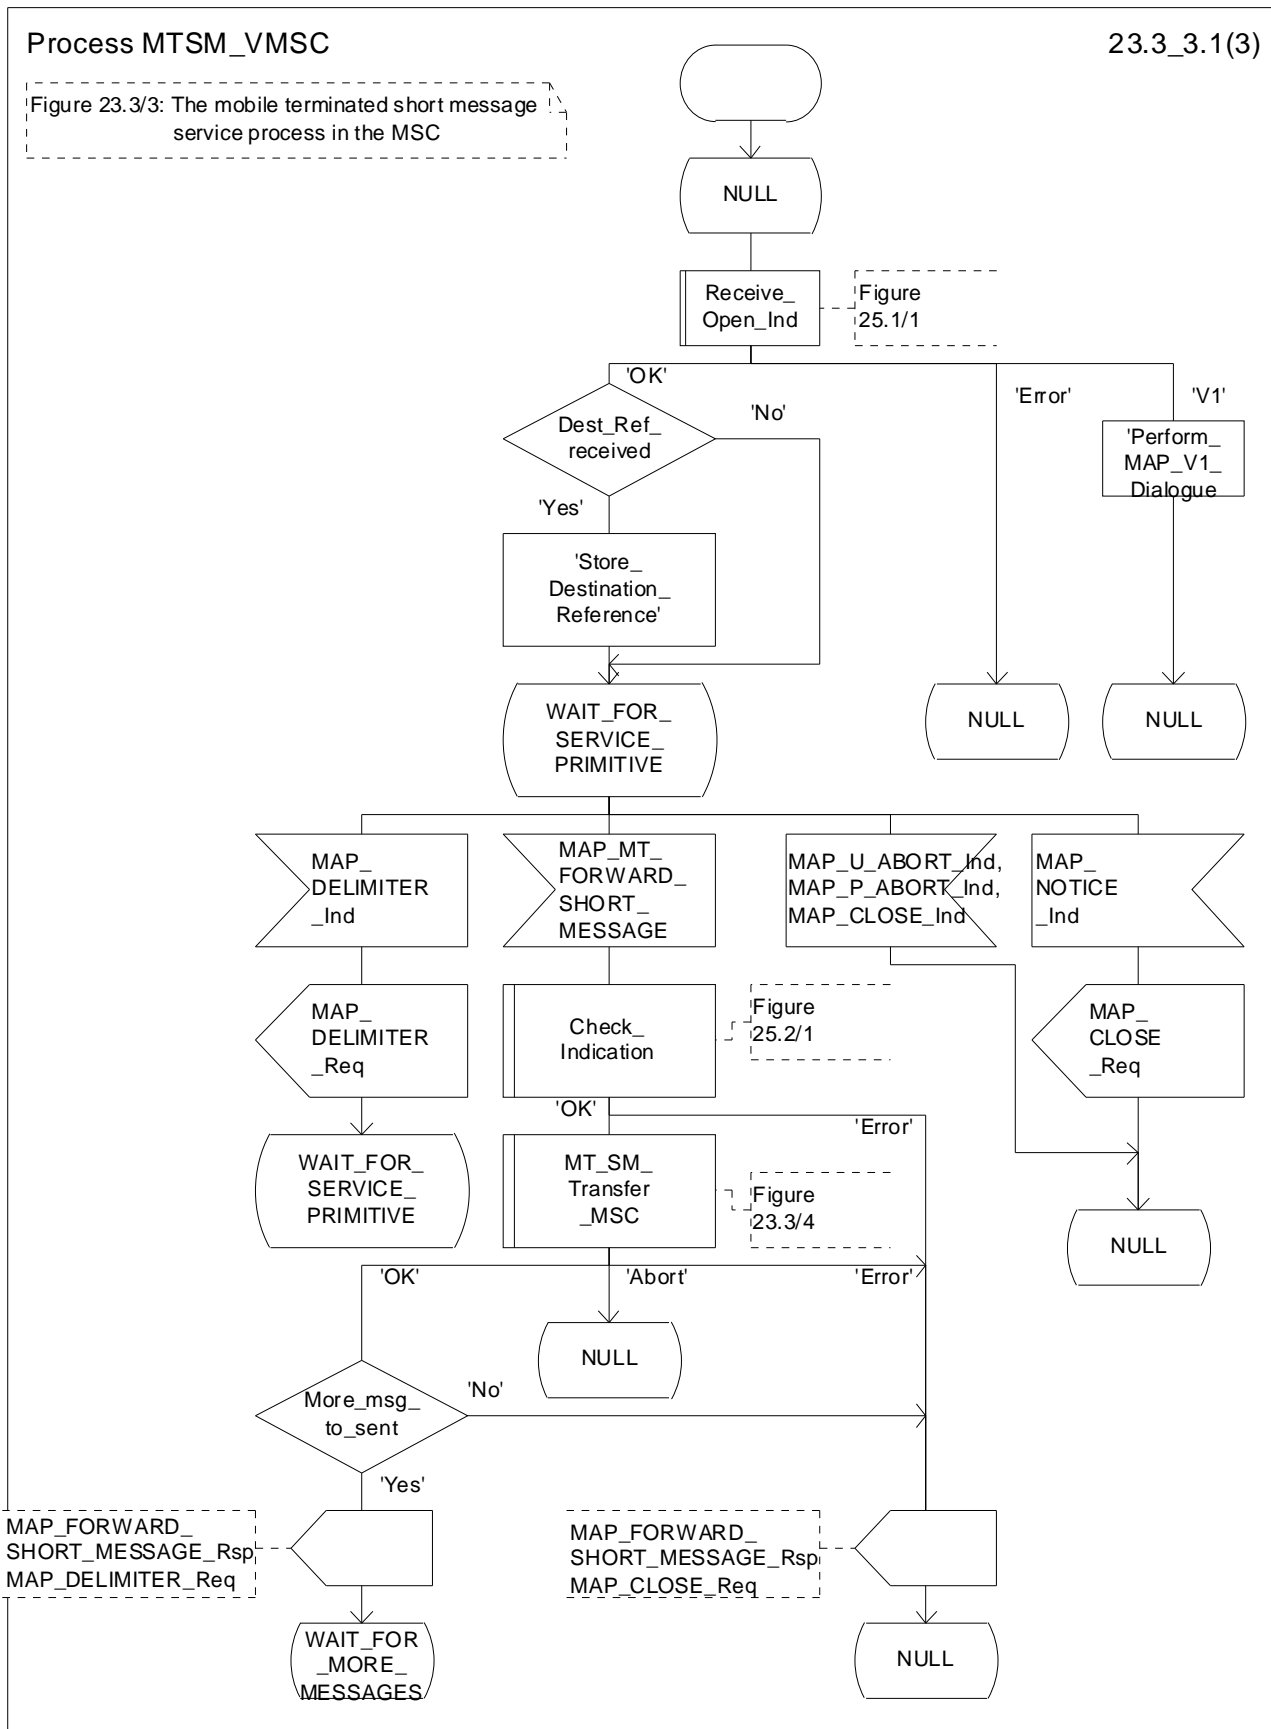 Process MTSM_VMSC
23.3_3.1(3)
Figure 23.3/3: The mobile terminated short message
service process in the MSC
NULL
Receive_
Open_Ind
Figure
25.1/1
'OK'
'Error'
'V1'
Dest_Ref_
received
'No'
'Perform_
MAP_V1_
Dialogue
'Yes'
'Store_
Destination_
Reference'
WAIT_FOR_
SERVICE_
PRIMITIVE
NULL
NULL
MAP_
DELIMITER
_Ind
MAP_MT_
FORWARD_
SHORT_
MESSAGE
MAP_U_ABORT_Ind,
MAP_P_ABORT_Ind,
MAP_CLOSE_Ind
MAP_
NOTICE
_Ind
MAP_
DELIMITER
_Req
Check_
Indication
Figure
25.2/1
MAP_
CLOSE
_Req
'OK'
'Error'
WAIT_FOR_
SERVICE_
PRIMITIVE
MT_SM_
Transfer
_MSC
Figure
23.3/4
NULL
'OK'
'Abort'
'Error'
NULL
More_msg_
to_sent
'No'
'Yes'
MAP_FORWARD_
SHORT_MESSAGE_Rsp
MAP_DELIMITER_Req
MAP_FORWARD_
SHORT_MESSAGE_Rsp
MAP_CLOSE_Req
WAIT_FOR
_MORE_
MESSAGES
NULL